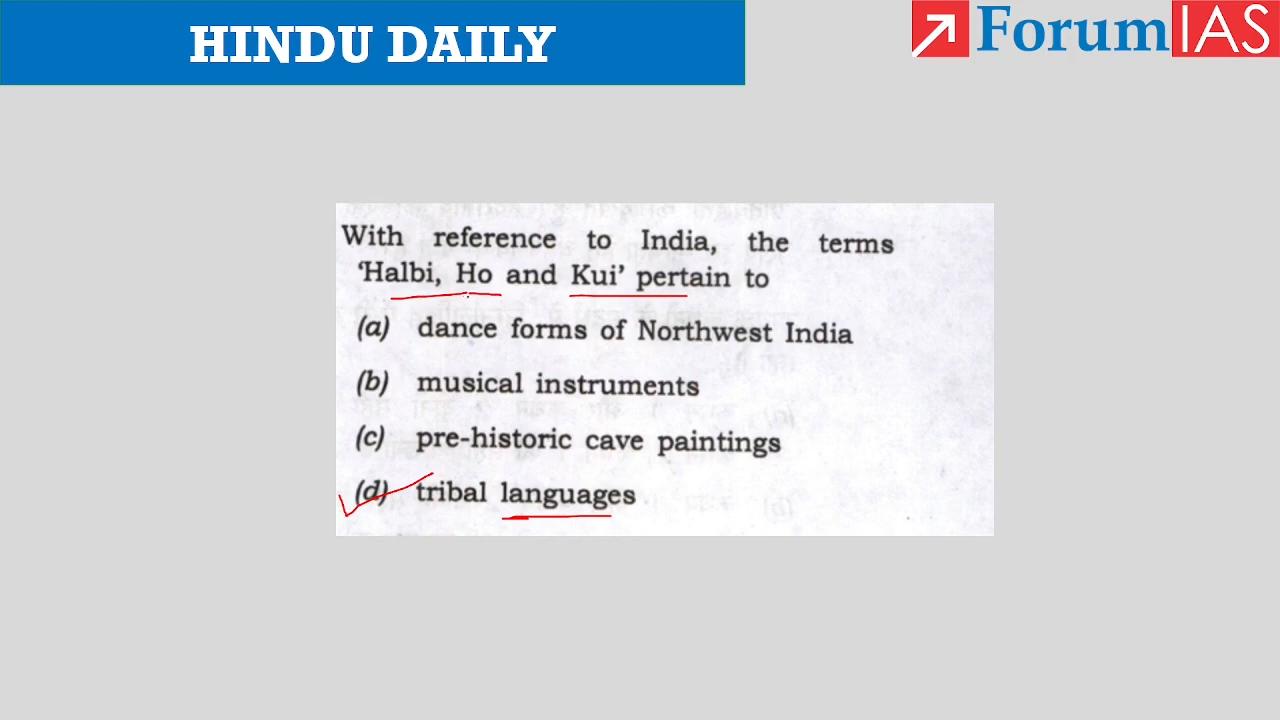 HINDU DAILY
ForumIAS
With reference to India, the terms
‘Halbi, Ho and Kui’ pertain to
(a) dance forms of Northwest India
(b) musical instruments
(c) pre-historic cave paintings
(d) tribal languages